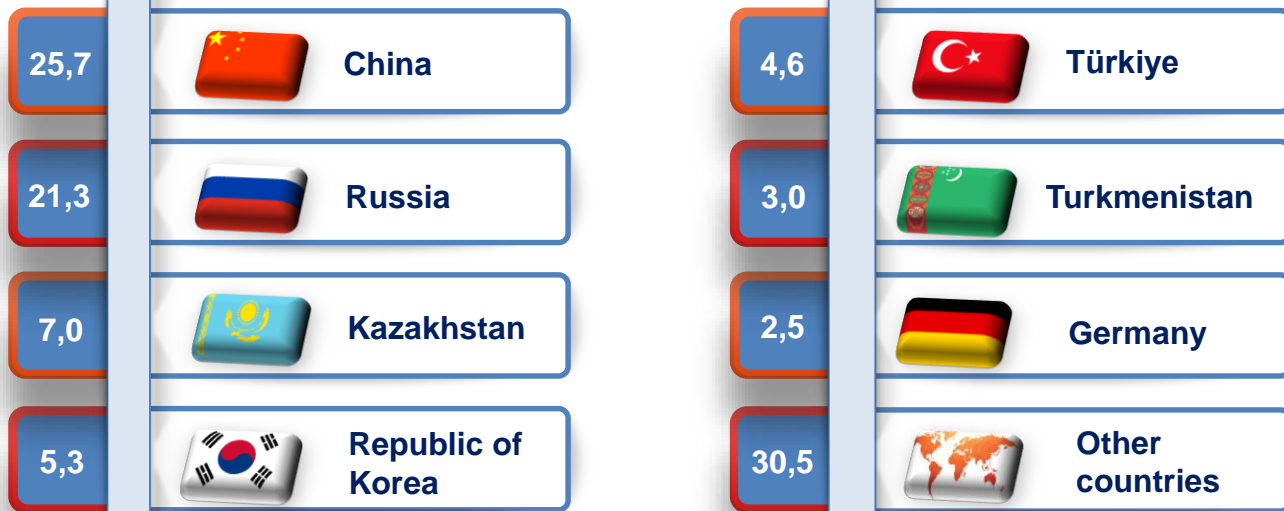 25,7
China
21,3
Russia
7,0
Kazakhstan
5,3
Republic of
Korea
4,6
Türkiye
3,0
Turkmenistan
2,5
Germany
30,5
Other
countries